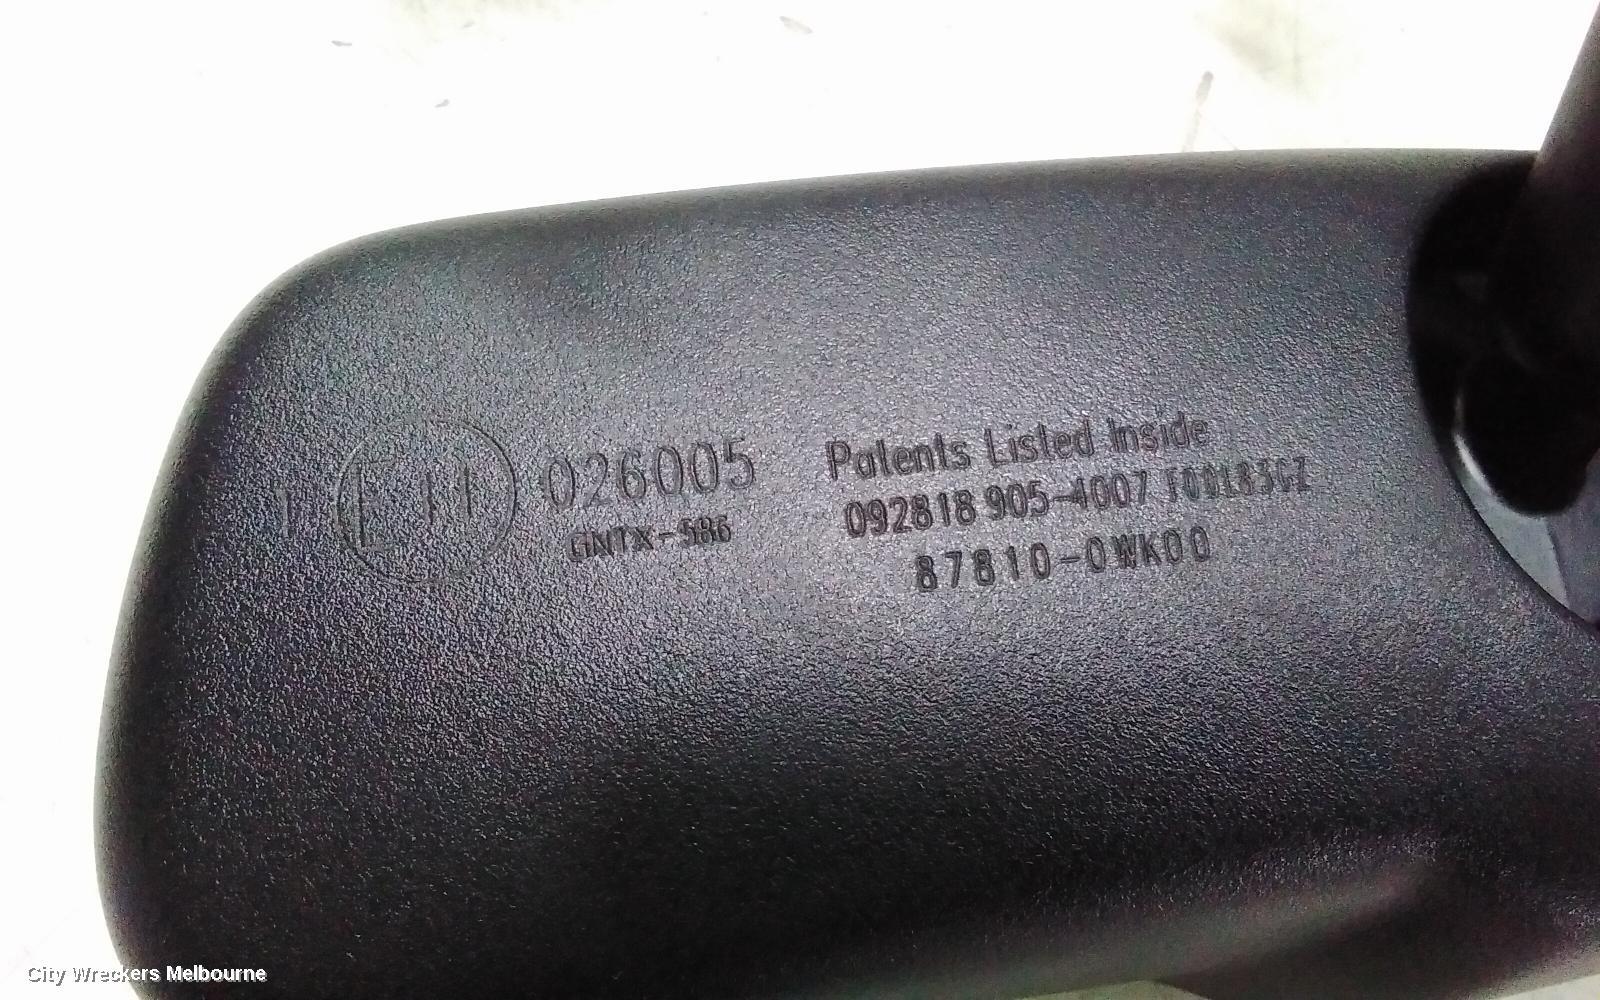 I E11 026005
GNTX-586
Patents Listed Inside
092818 905-4007
87810-0WK00
City Wreckers Melbourne